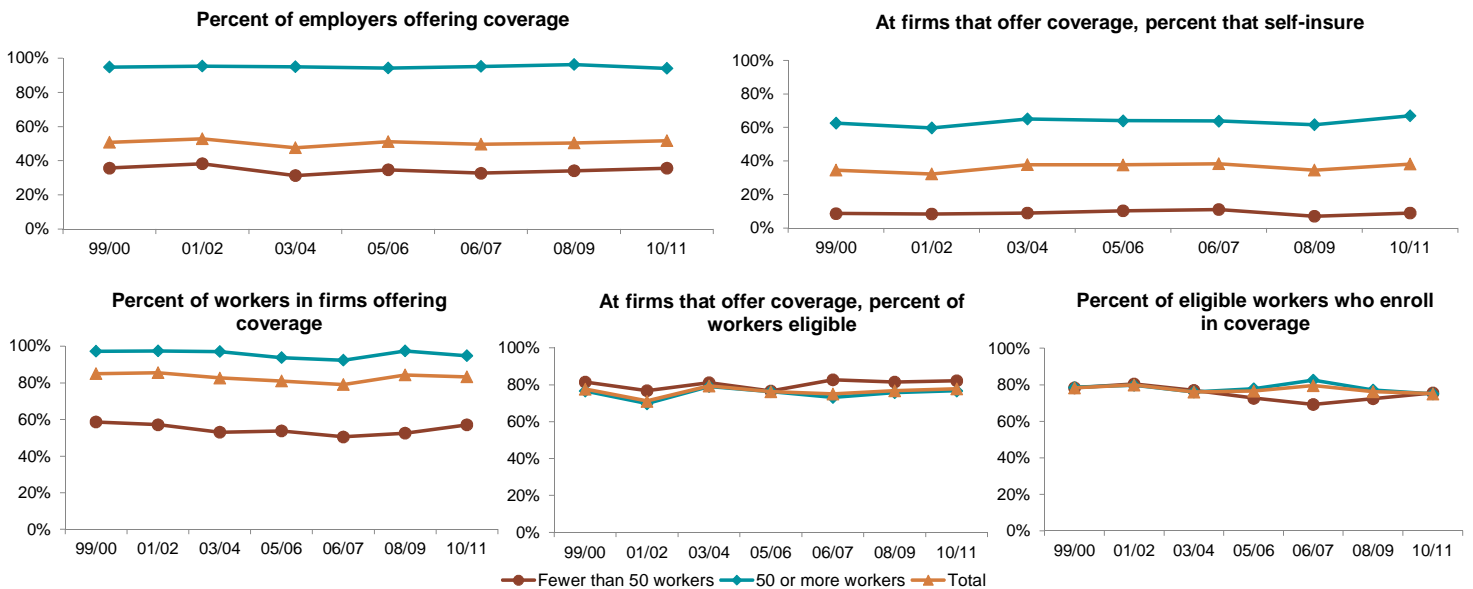 Percent of employers offering coverage
100%
80%
60%
40%
20%
0%
99/00 01/02 03/04 05/06 06/07 08/09 10/11
At firms that offer coverage, percent that self-insure
100%
80%
60%
40%
20%
0%
99/00 01/02 03/04 05/06 06/07 08/09 10/11
Percent of workers in firms offering
coverage
100%
80%
60%
40%
20%
0%
99/00 01/02 03/04 05/06 06/07 08/09 10/11
At firms that offer coverage, percent of
workers eligible
100%
80%
60%
40%
20%
0%
99/00 01/02 03/04 05/06 06/07 08/09 10/11
Percent of eligible workers who enroll
in coverage
100%
80%
60%
40%
20%
0%
99/00 01/02 03/04 05/06 06/07 08/09 10/11
Fewer than 50 workers 50 or more workers Total